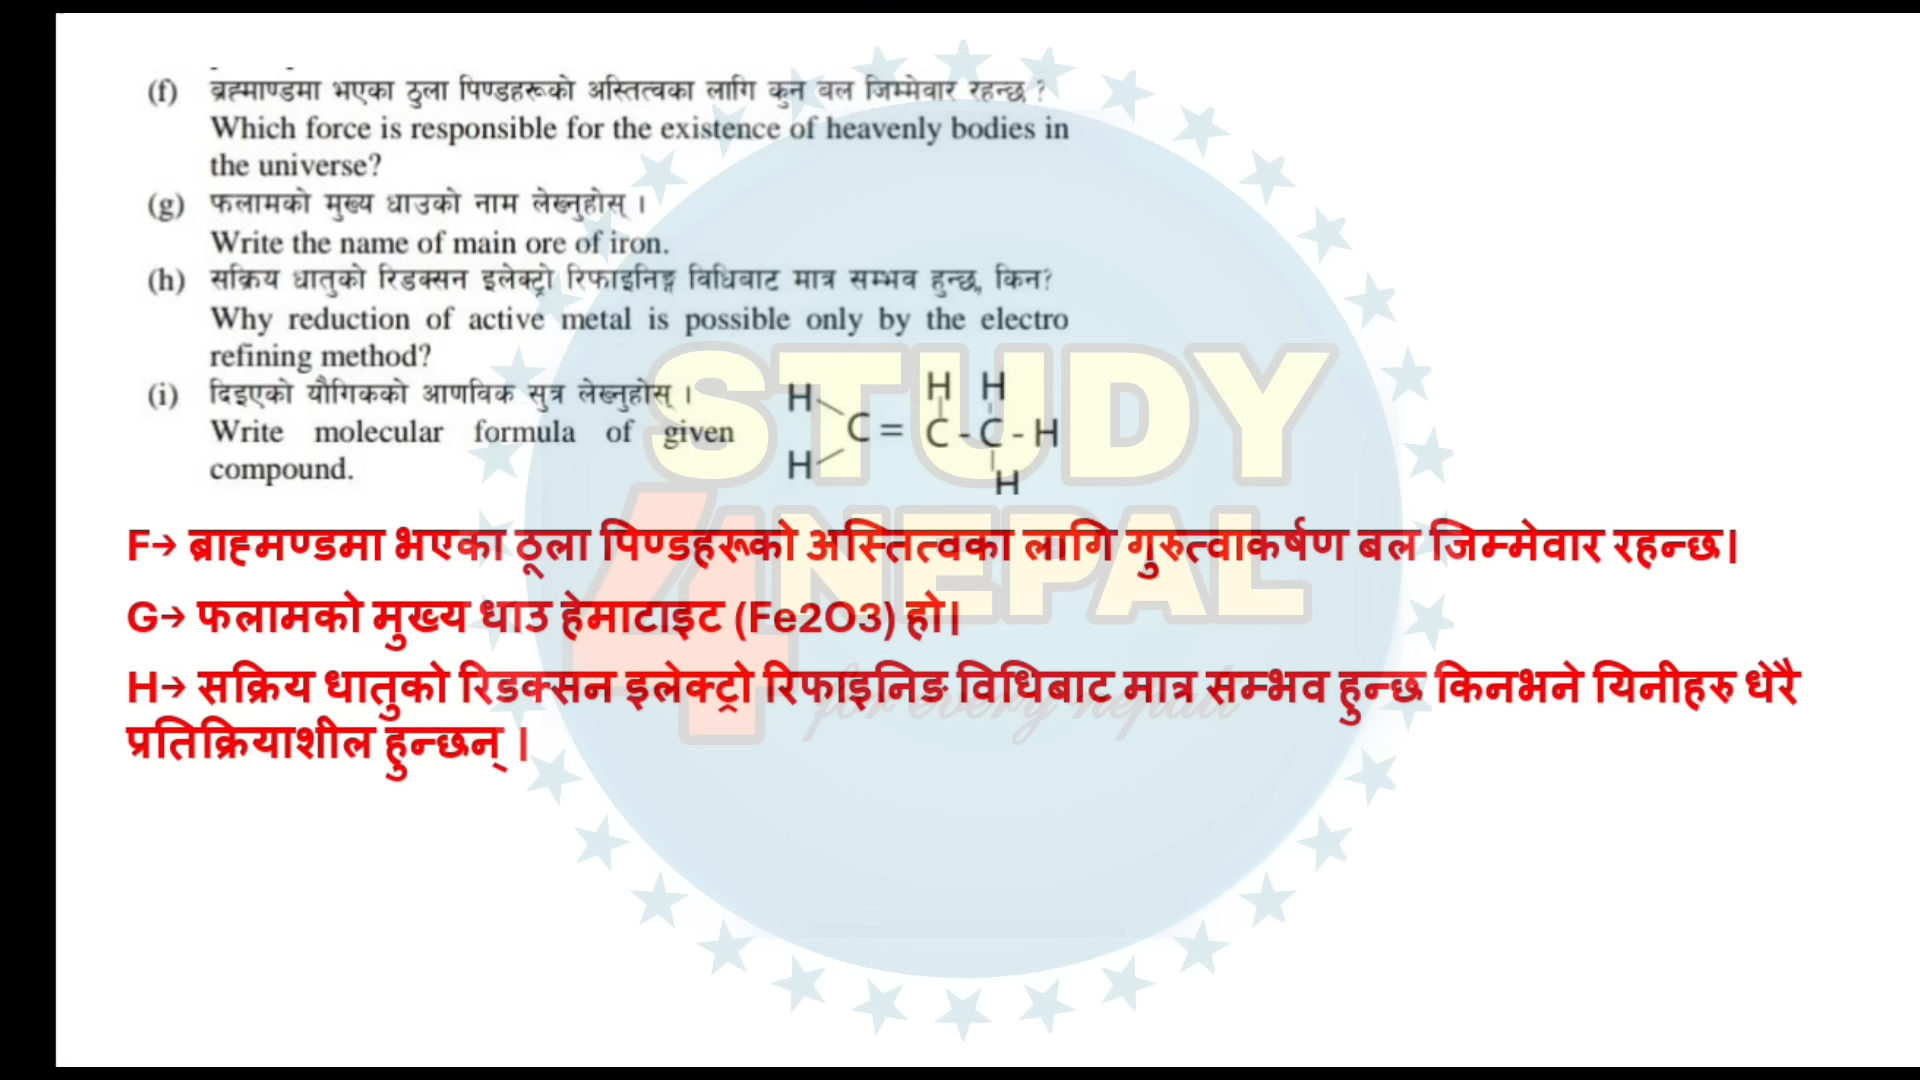 (f) ब्रह्माण्डमा भएका ठुला पिण्डहरूको अस्तित्वका लागि कुन बल जिम्मेवार रहन्छ ?
Which force is responsible for the existence of heavenly bodies in
the universe?
(g) फलामको मुख्य धाउको नाम लेख्नुहोस् ।
Write the name of main ore of iron.
(h) सक्रिय धातुको रिडक्सन इलेक्ट्रो रिफाइनिङ्ग विधिबाट मात्र सम्भव हुन्छ, किन?
Why reduction of active metal is possible only by the electro
refining method?
(i) दिइएको यौगिकको आणविक सुत्र लेख्नुहोस् ।
Write molecular formula of given
compound.
H H
H
C = C - C - H
H
H
STUDY
4 NEPAL
for every nepali
F→ ब्राह्मण्डमा भएका ठूला पिण्डहरूको अस्तित्वका लागि गुरुत्वाकर्षण बल जिम्मेवार रहन्छ।
G→ फलामको मुख्य धाउ हेमाटाइट (Fe2O3) हो।
H→ सक्रिय धातुको रिडक्सन इलेक्ट्रो रिफाइनिङ विधिबाट मात्र सम्भव हुन्छ किनभने यिनीहरु धेरै
प्रतिक्रियाशील हुन्छन् ।